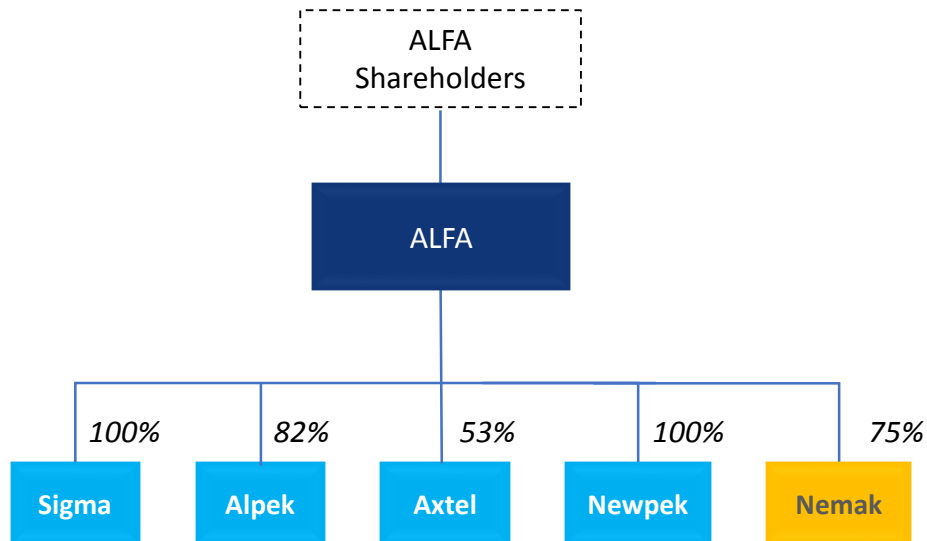 ALFA
Shareholders
ALFA
100%
82%
53%
100%
75%
Sigma
Alpek
Axtel
Newpek
Nemak